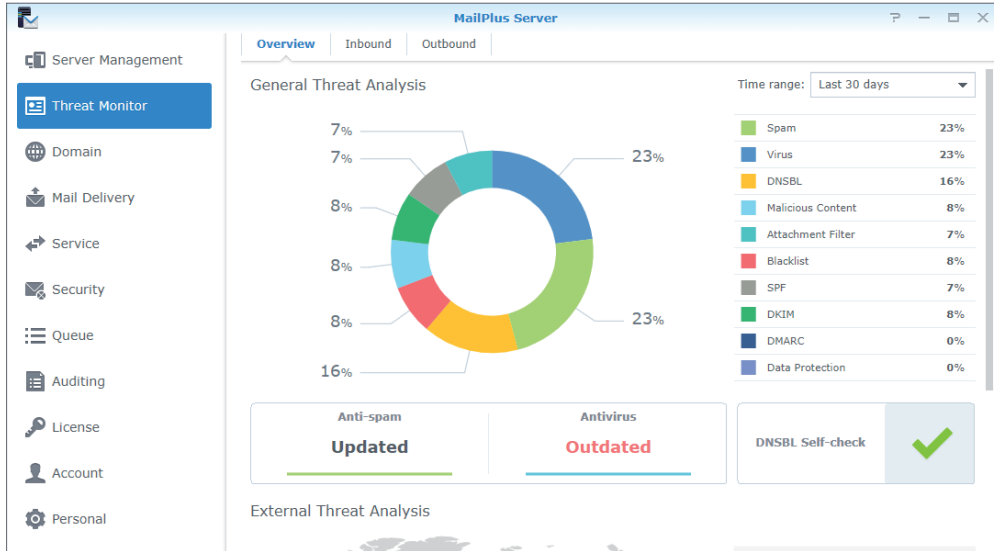 MailPlus Server
Server Management
Threat Monitor
Domain
Mail Delivery
Service
Security
Queue
Auditing
License
Account
Personal
Overview
Inbound
Outbound
General Threat Analysis
Time range:
Last 30 days
7%
7%
8%
8%
8%
16%
23%
23%
Spam 23%
Virus 23%
DNSBL 16%
Malicious Content 8%
Attachment Filter 7%
Blacklist 8%
SPF 7%
DKIM 8%
DMARC 0%
Data Protection 0%
Anti-spam
Updated
Antivirus
Outdated
DNSBL Self-check
External Threat Analysis